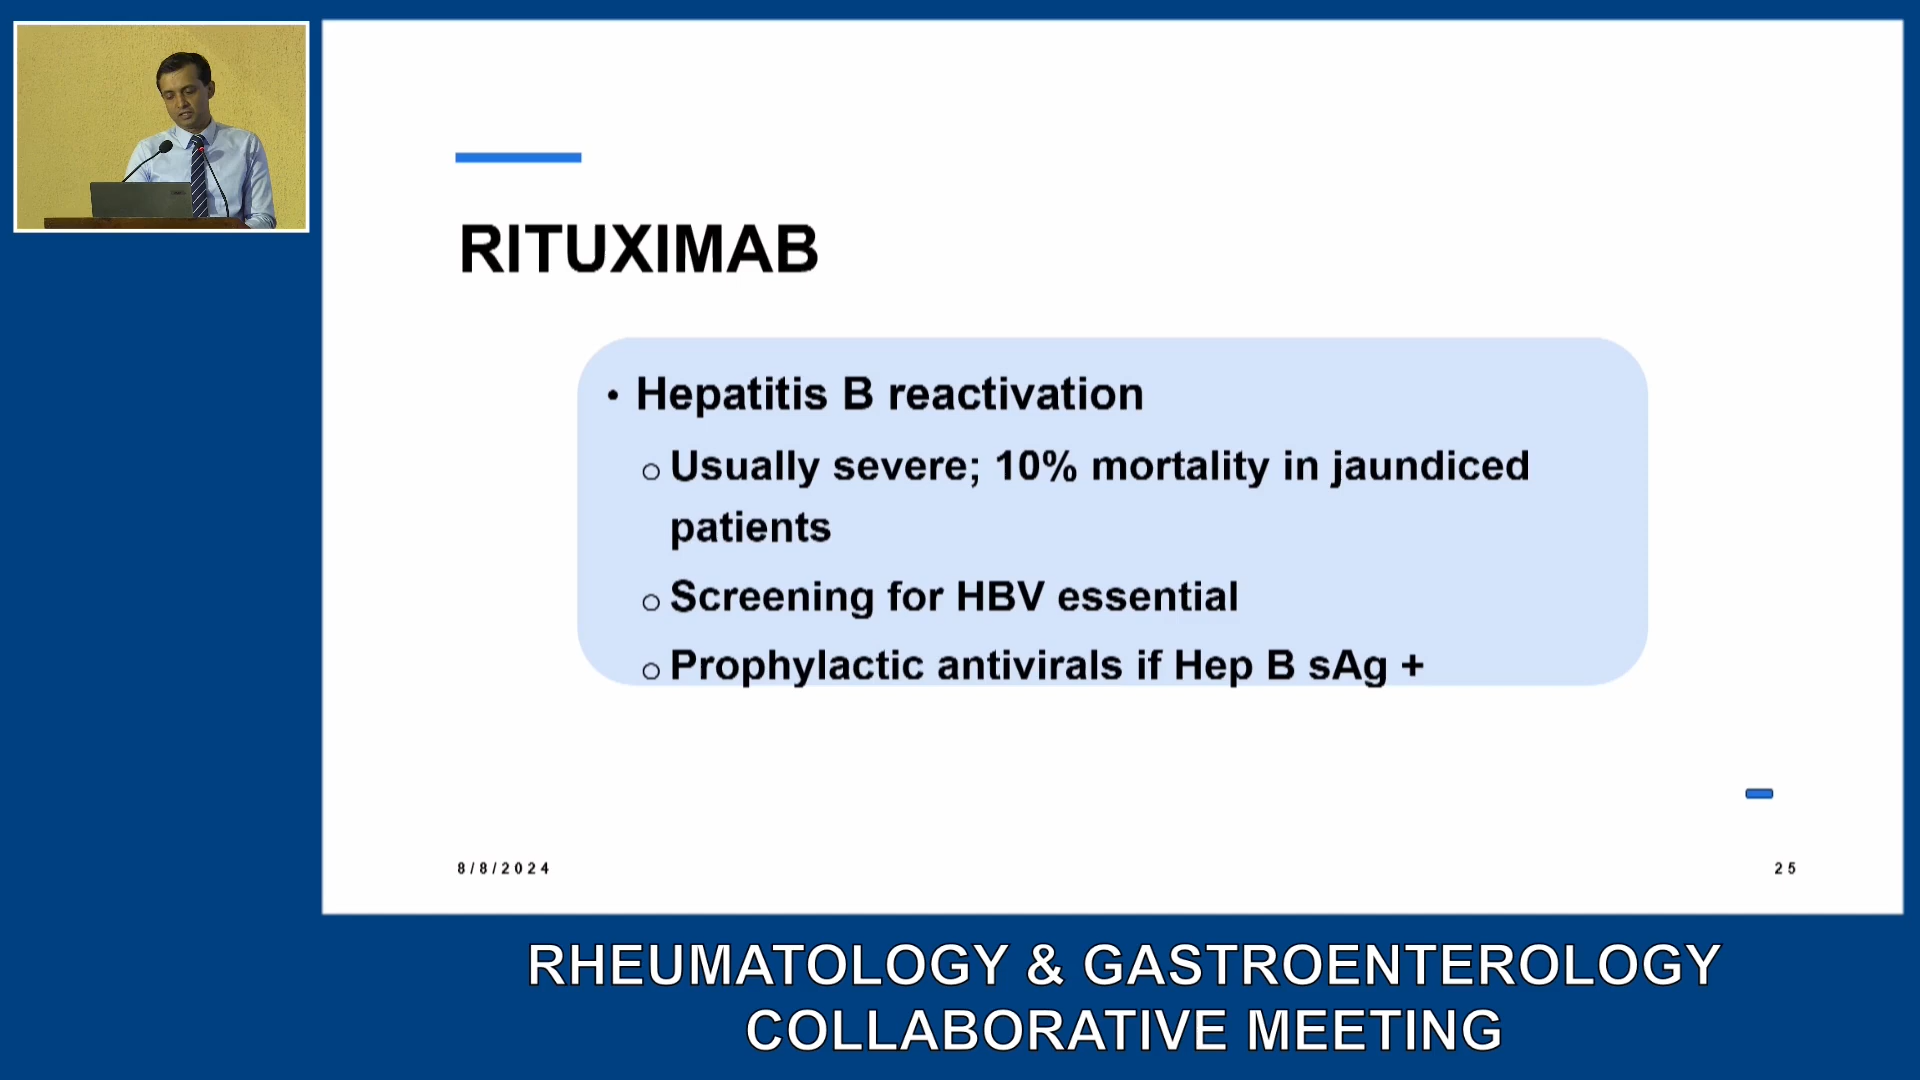 RITUXIMAB
• Hepatitis B reactivation
o Usually severe; 10% mortality in jaundiced
patients
o Screening for HBV essential
o Prophylactic antivirals if Hep B sAg +
8/8/2024
25
RHEUMATOLOGY & GASTROENTEROLOGY
COLLABORATIVE MEETING